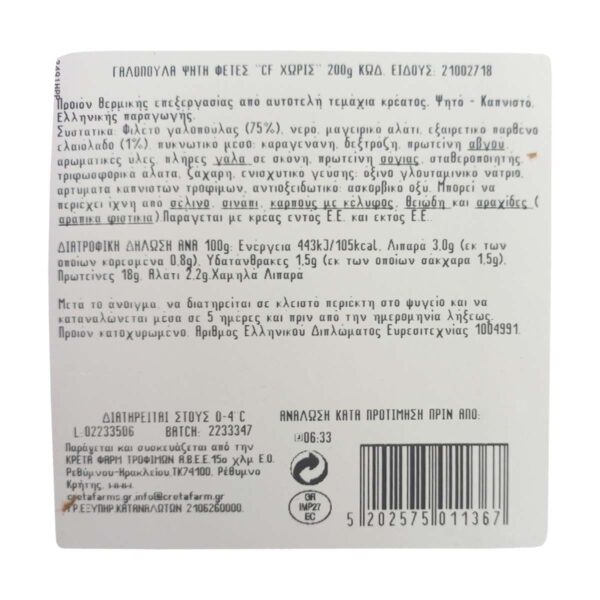 ΓΑΛΟΠΟΥΛΑ ΨΗΤΗ ΦΕΤΕΣ "CF ΧΩΡΙΣ" 200g ΚΩΔ. ΕΙΔΟΥΣ: 21002718
Προϊόν θερμικής επεξεργασίας από αυτοτελή τεμάχια κρέατος. Ψητό - Καπνιστό.
Ελληνικής παραγωγής.
Συστατικά: Φιλέτο γαλοπούλας (75%), νερό, μαγειρικό αλάτι, εξαιρετικό παρθένο
ελαιόλαδο (1%), πυκνωτικό μέσο: καραγενάνη, δεξτρόζη, πρωτεΐνη αβγού,
αρωματικές ύλες, πλήρες γάλα σε σκόνη, πρωτεΐνη σόγιας, σταθεροποιητής:
τριφωσφορικά άλατα, ζάχαρη, ενισχυτικό γεύσης: όξινο γλουταμινικό νάτριο,
αρτύματα καπνιστών τροφίμων, αντιοξειδωτικό: ασκορβικό οξύ. Μπορεί να
περιέχει ίχνη από σέλινο, σινάπι, καρπούς με κέλυφος, θειώδη και αραχίδες (
αράπικα φιστίκια) Παράγεται με κρέας εντός Ε.Ε. και εκτός Ε.Ε.
ΔΙΑΤΡΟΦΙΚΗ ΔΗΛΩΣΗ ΑΝΑ 100g: Ενέργεια 443kJ/105kcal, Λιπαρά 3,0g (εκ των
οποίων κορεσμένα 0,8g), Υδατάνθρακες 1,5g (εκ των οποίων σάκχαρα 1,5g),
Πρωτεΐνες 18g, Αλάτι 2,2g.Χαμηλά Λιπαρά
Μετά το άνοιγμα, να διατηρείται σε κλειστό περιέκτη στο ψυγείο και να
καταναλώνεται μέσα σε 5 ημέρες και πριν από την ημερομηνία λήξεως.
Προϊόν κατοχυρωμένο. Αριθμός Ελληνικού Διπλώματος Ευρεσιτεχνίας 1004991.
ΔΙΑΤΗΡΕΙΤΑΙ ΣΤΟΥΣ 0-4°C
ΑΝΑΛΩΣΗ ΚΑΤΑ ΠΡΟΤΙΜΗΣΗ ΠΡΙΝ ΑΠΟ:
L:02233506 BATCH: 2233347
06:33
Παράγεται και συσκευάζεται από την
ΚΡΕΤΑ ΦΑΡΜ ΤΡΟΦΙΜΩΝ Α.Β.Ε.Ε.15ο χλμ Ε.Ο.
Ρεθύμνου-Ηρακλείου,ΤΚ74100, Ρέθυμνο
Κρήτης,
cretafarms.gr,info@cretafarm.gr
ΓΡ.ΕΞΥΠΗΡ.ΚΑΤΑΝΑΛΩΤΩΝ 2106260000.
GR
IMP27
EC
5 202575 011367